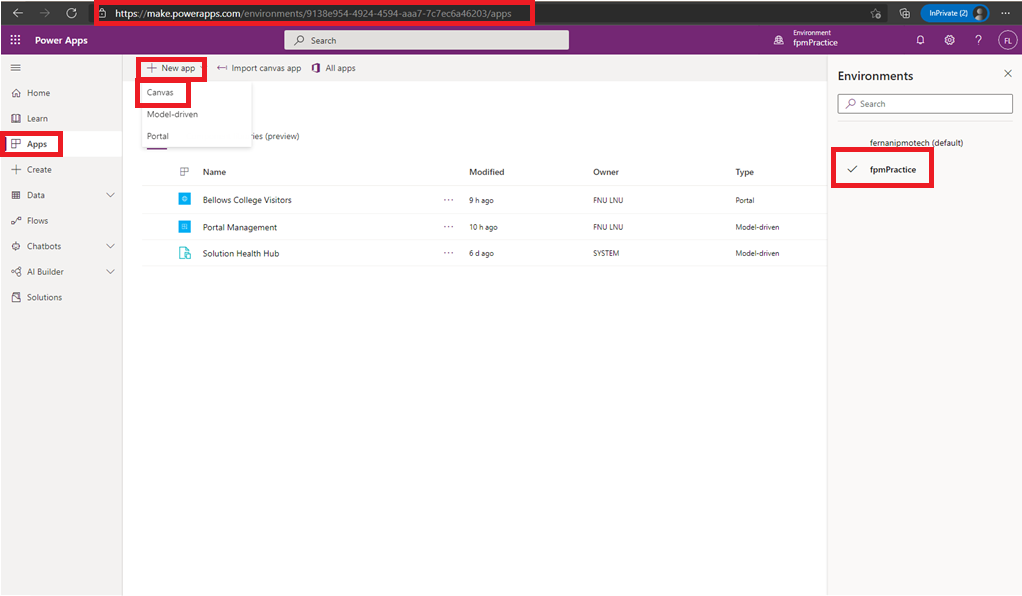 https://make.powerapps.com/environments/9138e954-4924-4594-aaa7-7c7ec6a46203/apps
InPrivate (2)
Power Apps
Search
Environment
fpmPractice
?
FL
New app
Import canvas app
All apps
Canvas
Model-driven
Portal
ries (preview)
Home
Learn
Apps
Create
Data
Flows
Chatbots
AI Builder
Solutions
Name Modified Owner Type
Bellows College Visitors ... 9 h ago FNU LNU Portal
Portal Management ... 10 h ago FNU LNU Model-driven
Solution Health Hub ... 6 d ago SYSTEM Model-driven
Environments
Search
fernanipmotech (default)
fpmPractice